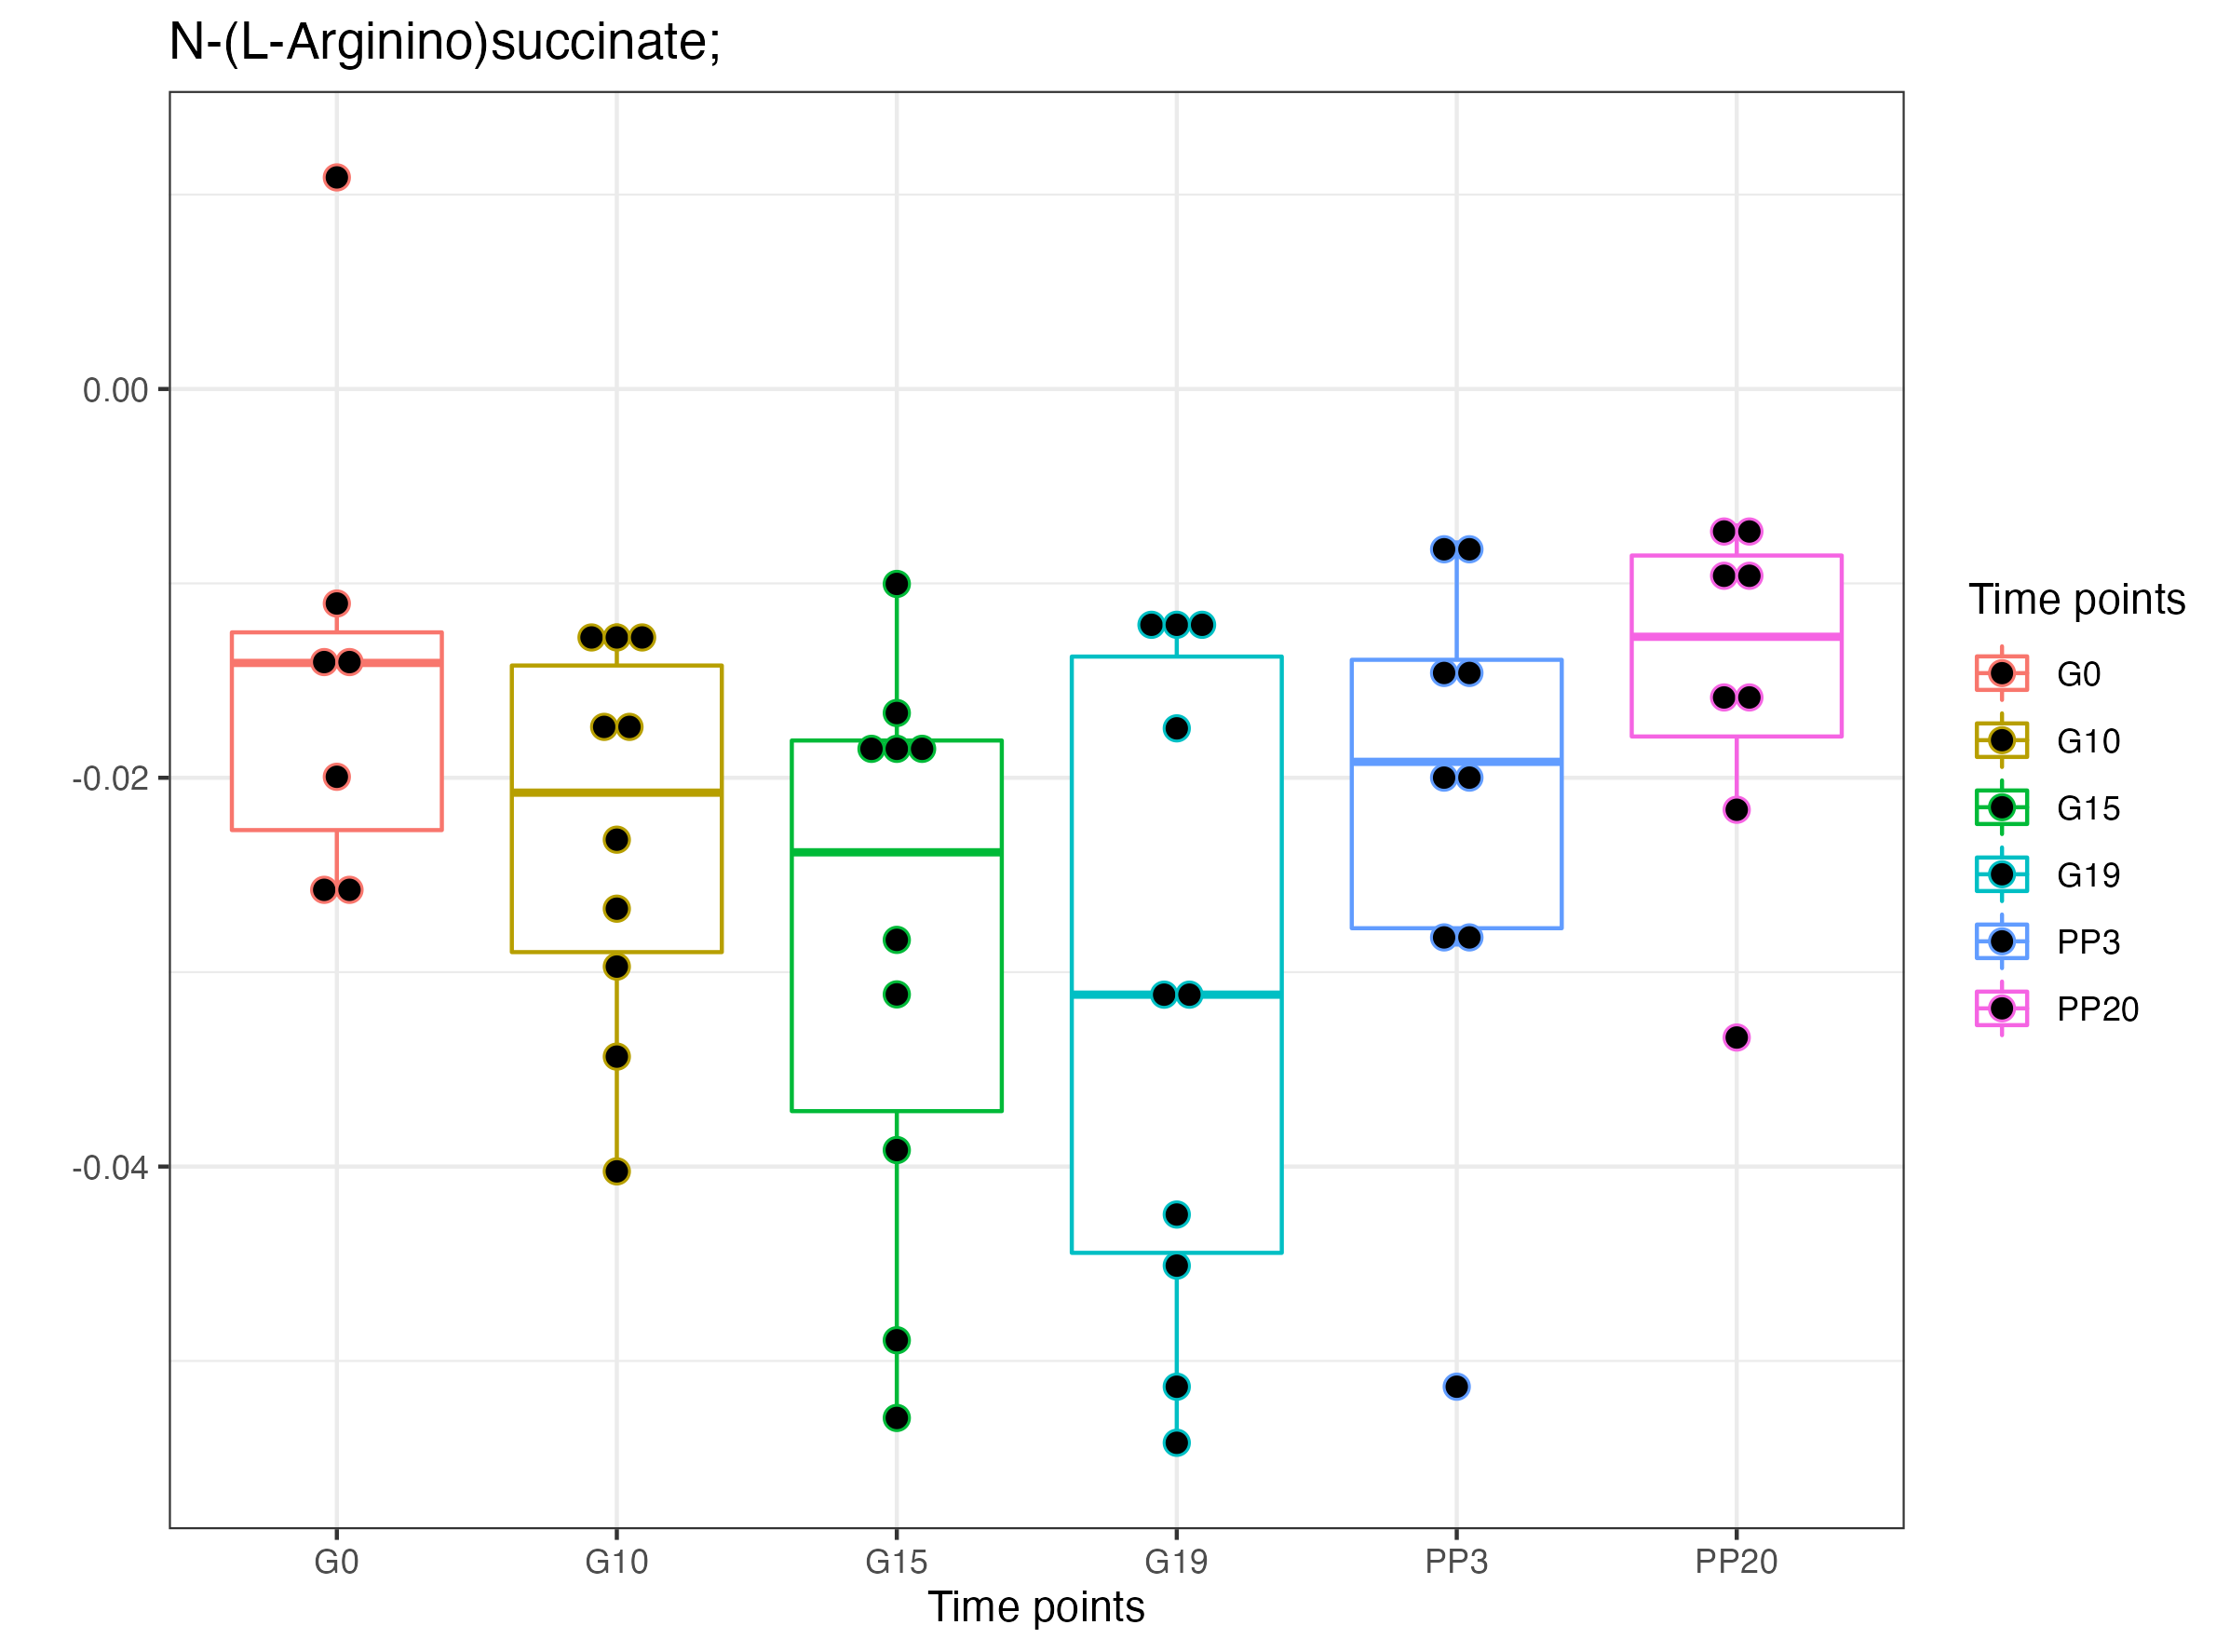 N-(L-Arginino)succinate;
0.00
-0.02
-0.04
G0
G10
G15
G19
PP3
PP20
Time points
Time points
G0
G10
G15
G19
PP3
PP20